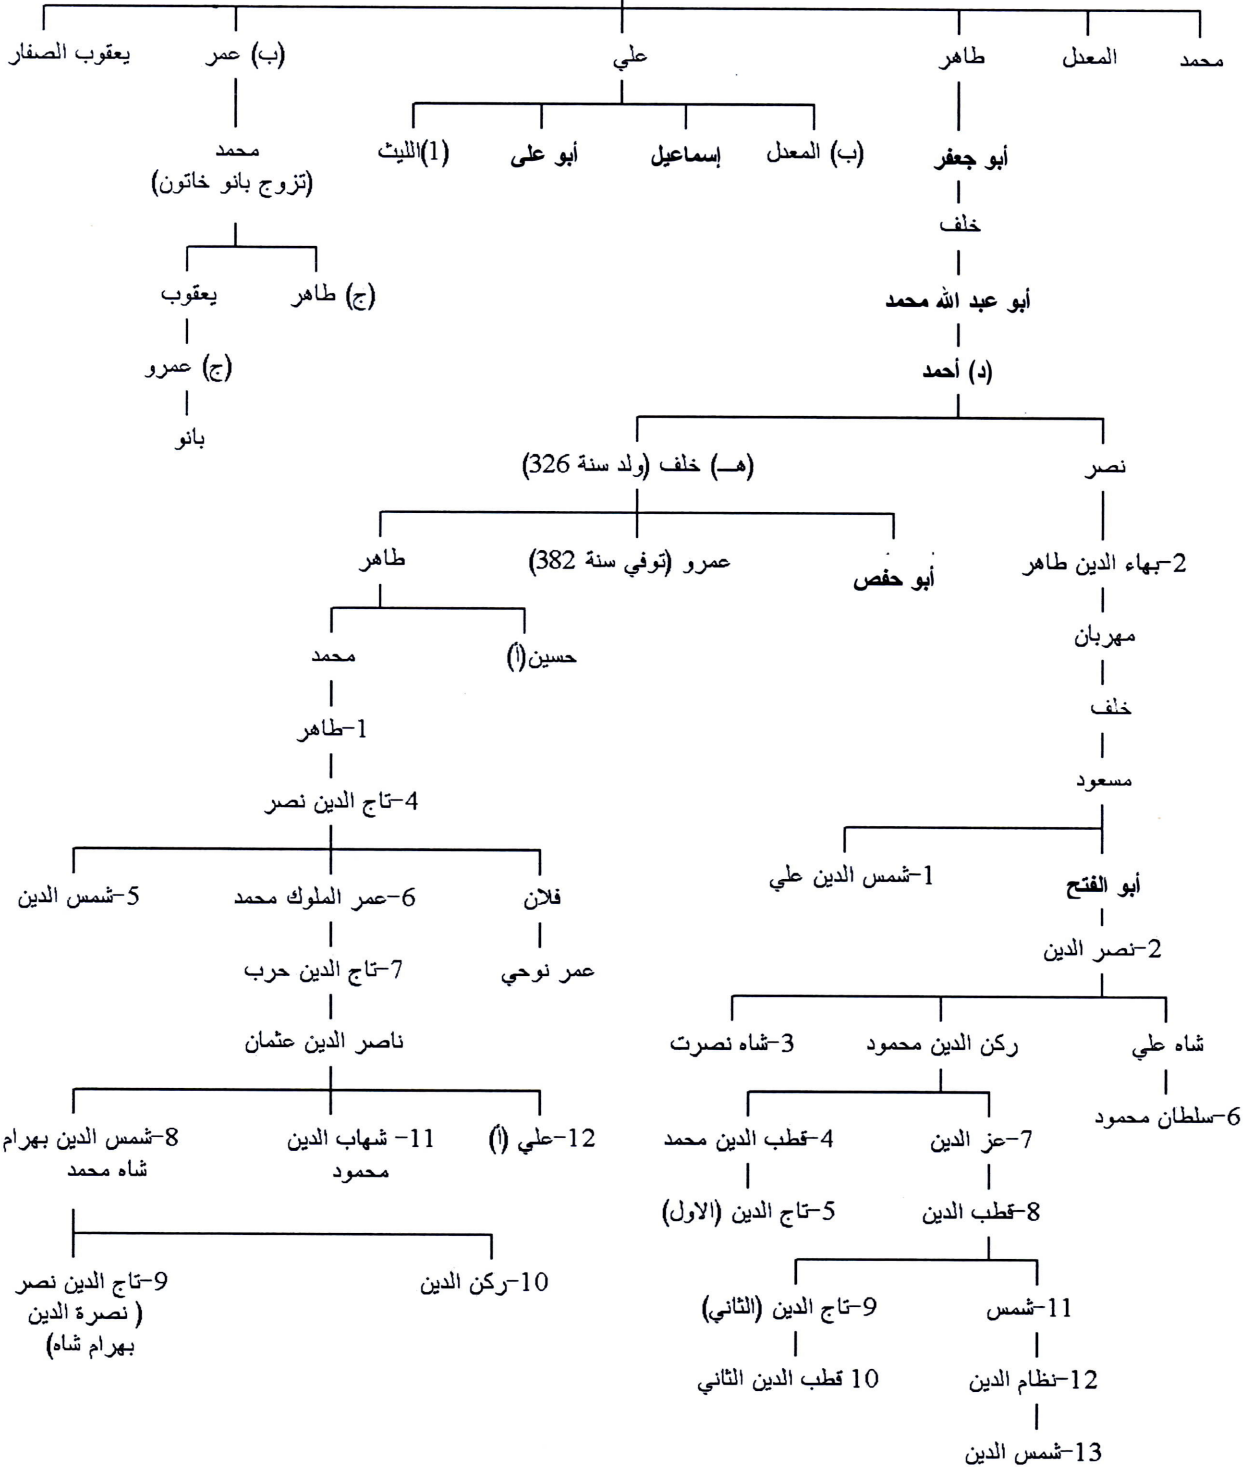 محمد
المعدل
طاهر
علي
(ب) عمر
يعقوب الصفار
أبو جعفر
(ب) المعدل
إسماعيل
أبو على
(1)الليث
محمد
(تزوج بانو خاتون)
خلف
(ج) طاهر
يعقوب
أبو عبد الله محمد
(ج) عمرو
(د) أحمد
بانو
نصر
(هـ) خلف (ولد سنة 326)
2-بهاء الدين طاهر
أبو حفص
عمرو (توفي سنة 382)
طاهر
مهربان
حسين(أ)
محمد
خلف
1-طاهر
مسعود
4-تاج الدين نصر
أبو الفتح
1-شمس الدين علي
فلان
6-عمر الملوك محمد
5-شمس الدين
2-نصر الدين
عمر نوحي
7-تاج الدين حرب
شاه علي
ركن الدين محمود
3-شاه نصرت
ناصر الدين عثمان
6-سلطان محمود
7-عز الدين
4-قطب الدين محمد
12-علي (أ)
11- شهاب الدين
محمود
8-شمس الدين بهرام
شاه محمد
8-قطب الدين
5-تاج الدين (الاول)
10-ركن الدين
9-تاج الدين نصر
( نصرة الدين
بهرام شاه)
11-شمس
9-تاج الدين (الثاني)
12-نظام الدين
10 قطب الدين الثاني
13-شمس الدين